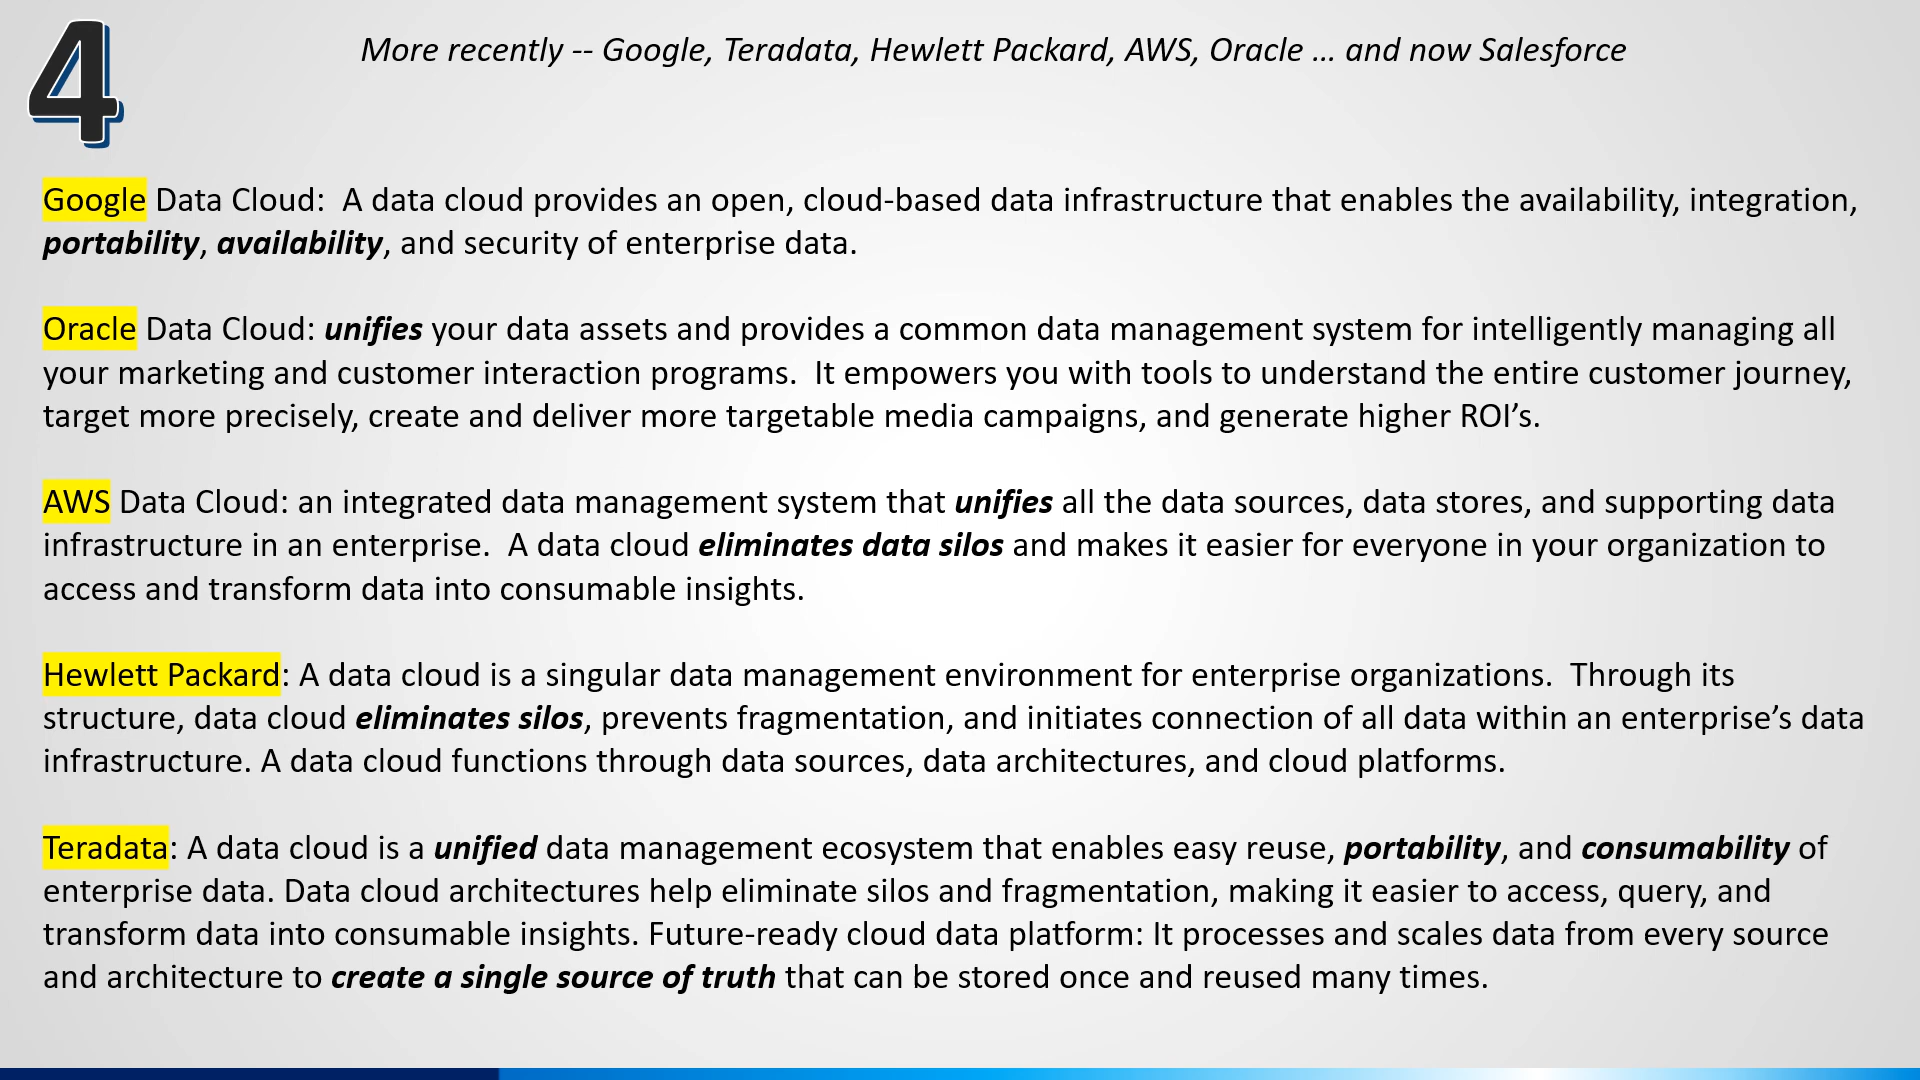 4
More recently -- Google, Teradata, Hewlett Packard, AWS, Oracle … and now Salesforce
Google Data Cloud:  A data cloud provides an open, cloud-based data infrastructure that enables the availability, integration,
portability, availability, and security of enterprise data.
Oracle Data Cloud: unifies your data assets and provides a common data management system for intelligently managing all
your marketing and customer interaction programs.  It empowers you with tools to understand the entire customer journey,
target more precisely, create and deliver more targetable media campaigns, and generate higher ROI’s.
AWS Data Cloud: an integrated data management system that unifies all the data sources, data stores, and supporting data
infrastructure in an enterprise.  A data cloud eliminates data silos and makes it easier for everyone in your organization to
access and transform data into consumable insights.
Hewlett Packard: A data cloud is a singular data management environment for enterprise organizations.  Through its
structure, data cloud eliminates silos, prevents fragmentation, and initiates connection of all data within an enterprise’s data
infrastructure. A data cloud functions through data sources, data architectures, and cloud platforms.
Teradata: A data cloud is a unified data management ecosystem that enables easy reuse, portability, and consumability of
enterprise data. Data cloud architectures help eliminate silos and fragmentation, making it easier to access, query, and
transform data into consumable insights. Future-ready cloud data platform: It processes and scales data from every source
and architecture to create a single source of truth that can be stored once and reused many times.